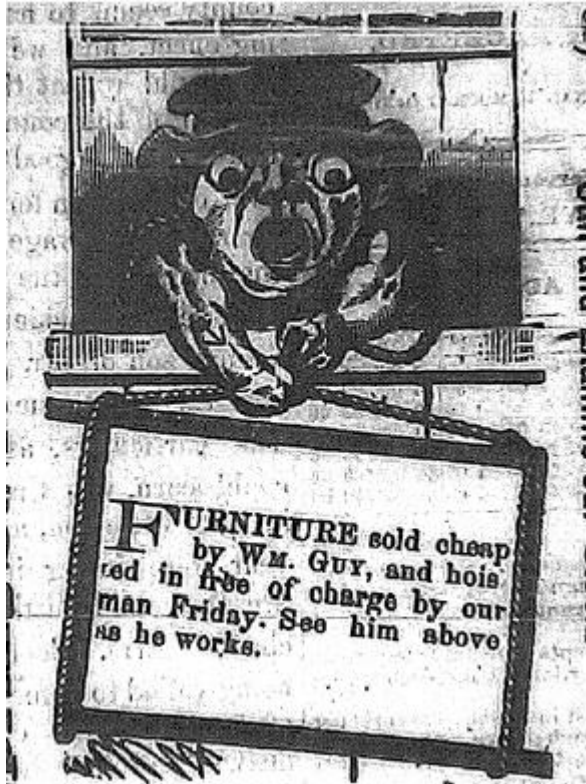 FURNITURE sold cheap
by WM. GUY, and hois
ted in free of charge by our
man Friday. See him above
as he works.